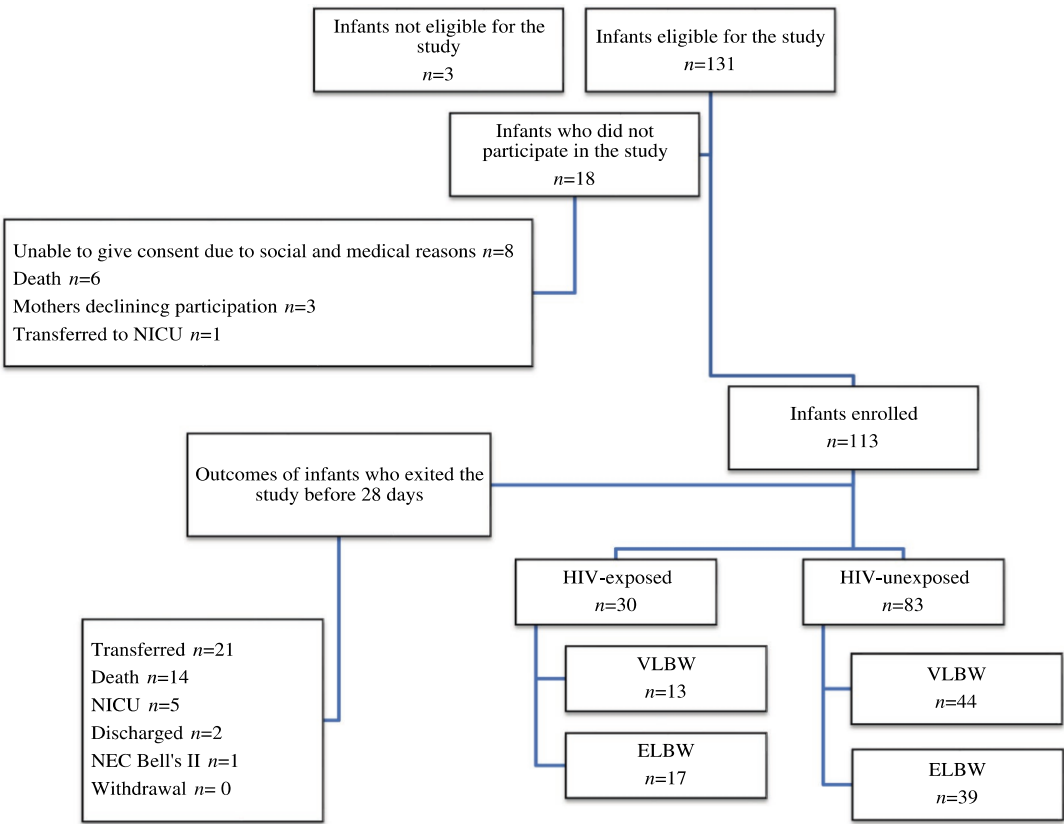 Infants not eligible for the
study
n=3
Infants eligible for the study
n=131
Infants who did not
participate in the study
n=18
Unable to give consent due to social and medical reasons n=8
Death n=6
Mothers declinincg participation n=3
Transferred to NICU n=1
Infants enrolled
n=113
Outcomes of infants who exited the
study before 28 days
Transferred n=21
Death n=14
NICU n=5
Discharged n=2
NEC Bell's II n=1
Withdrawal n= 0
HIV-exposed
n=30
VLBW
n=13
ELBW
n=17
HIV-unexposed
n=83
VLBW
n=44
ELBW
n=39